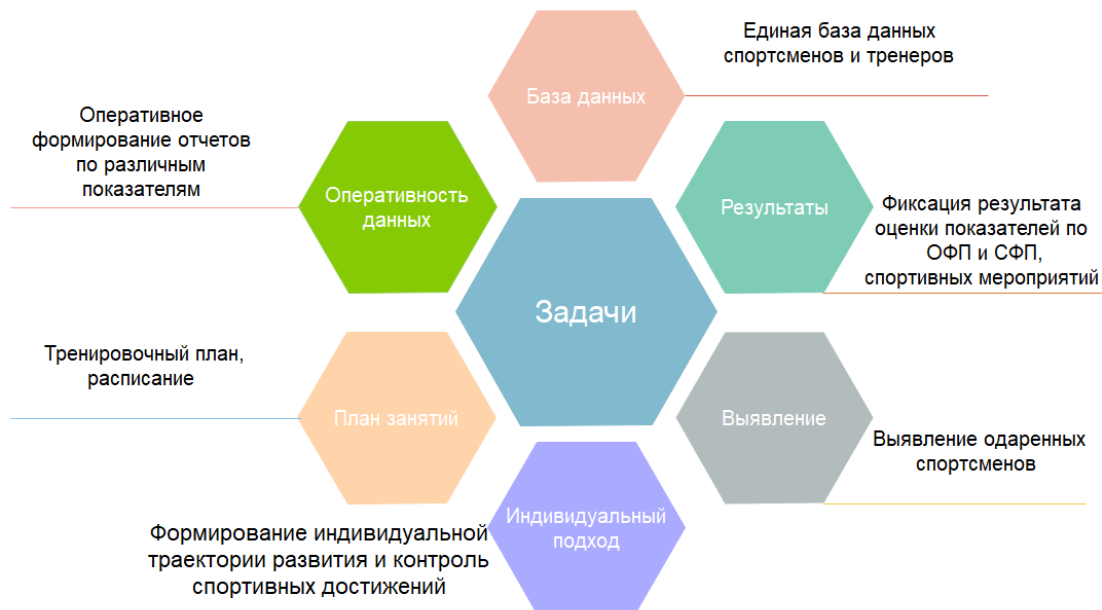 База данных
Единая база данных
спортсменов и тренеров
Оперативное
формирование отчетов
по различным
показателям
Оперативность
данных
Результаты
Фиксация результата
оценки показателей по
ОФП и СФП,
спортивных мероприятий
Задачи
Тренировочный план,
расписание
План занятий
Выявление
Выявление одаренных
спортсменов
Индивидуальный
подход
Формирование индивидуальной
траектории развития и контроль
спортивных достижений